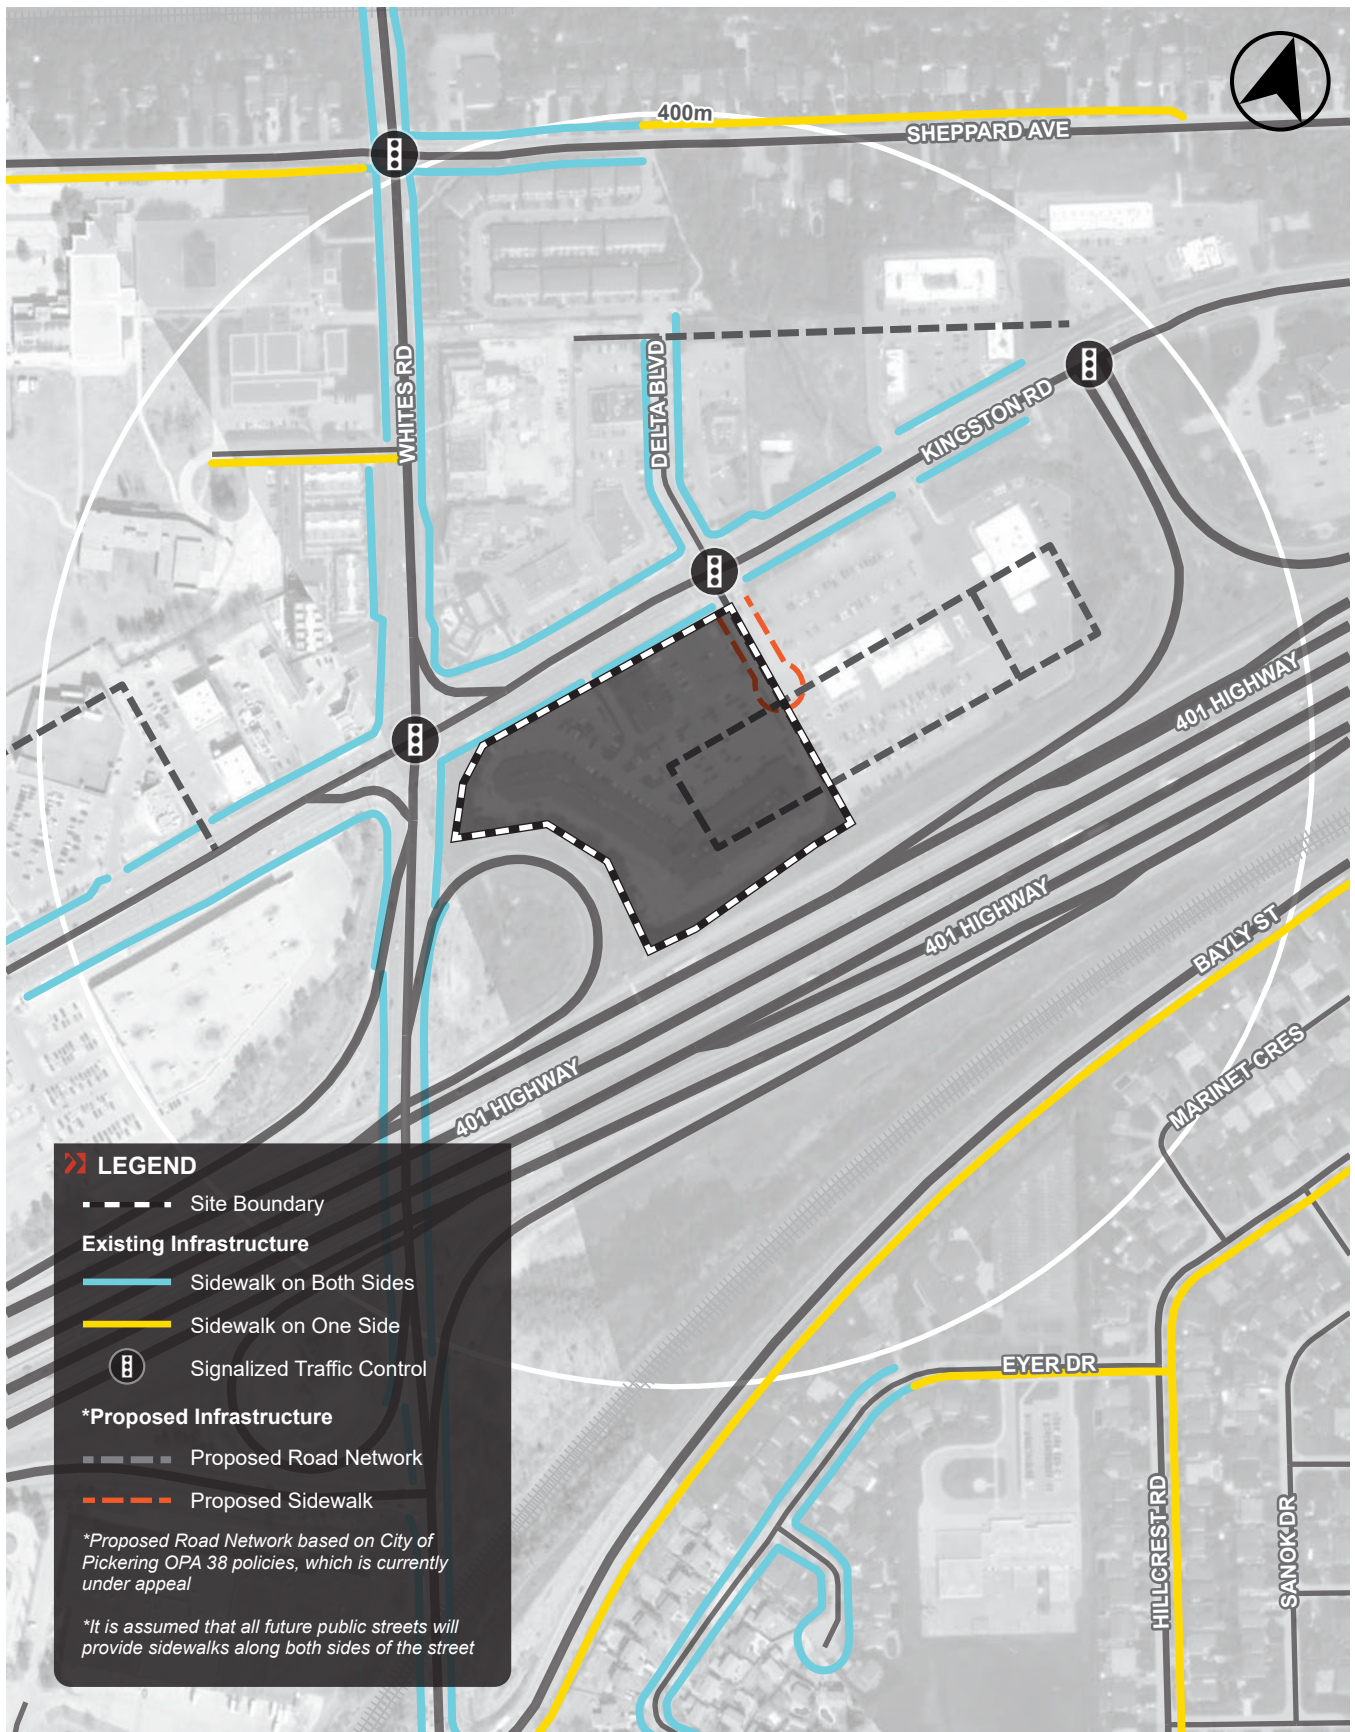 400m
SHEPPARD AVE
WHITES RD
DELTA BLVD
KINGSTON RD
401 HIGHWAY
401 HIGHWAY
BAYLY ST
MARINET CRES
401 HIGHWAY
LEGEND
Site Boundary
Existing Infrastructure
Sidewalk on Both Sides
Sidewalk on One Side
Signalized Traffic Control
*Proposed Infrastructure
Proposed Road Network
Proposed Sidewalk
*Proposed Road Network based on City of
Pickering OPA 38 policies, which is currently
under appeal
*It is assumed that all future public streets will
provide sidewalks along both sides of the street
EYER DR
HILLCREST RD
SANOK DR